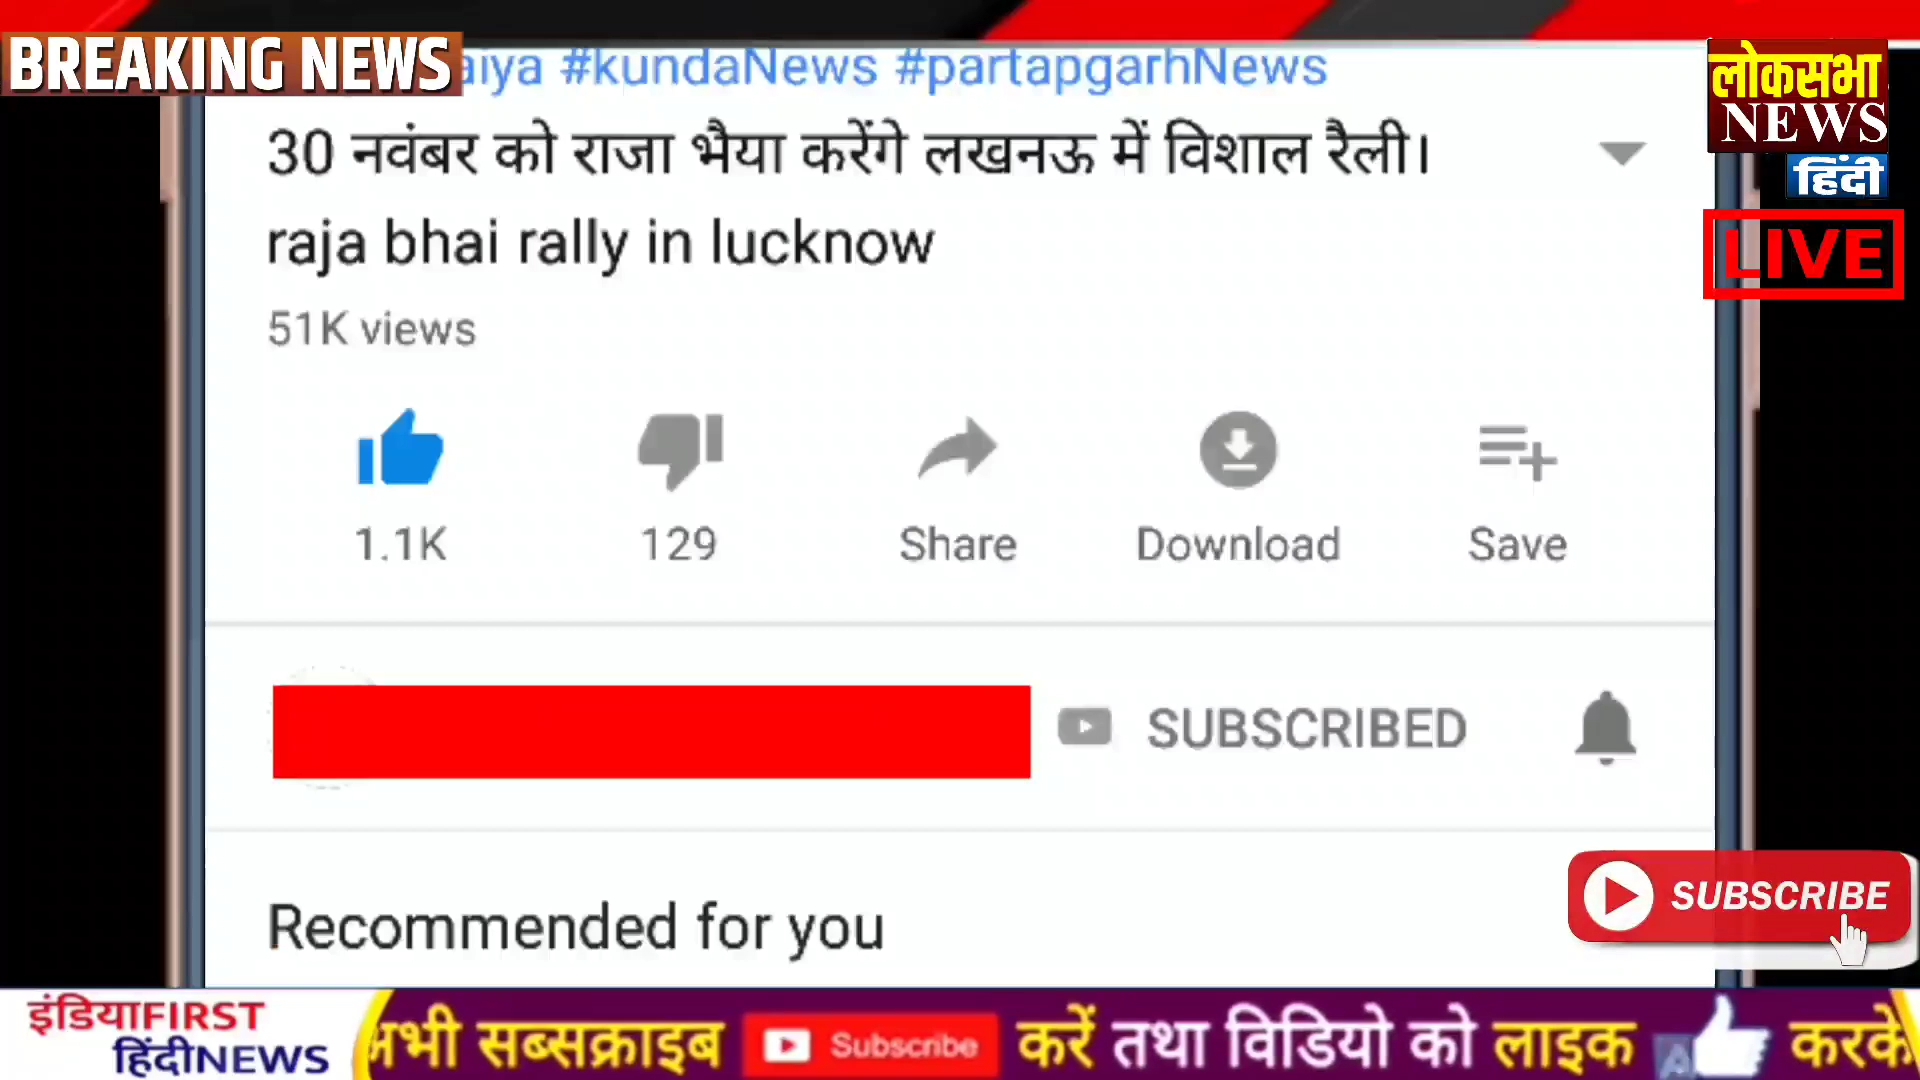 BREAKING NEWS
aiya #kundaNews #partapgarhNews
लोकसभा
NEWS
हिंदी
LIVE
30 नवंबर को राजा भैया करेंगे लखनऊ में विशाल रैली।
raja bhai rally in lucknow
51K views
1.1K 129 Share Download Save
SUBSCRIBED
SUBSCRIBE
Recommended for you
इंडियाFIRST
हिंदीNEWS
अभी सब्सक्राइब Subscribe करें तथा विडियो को लाइक करके